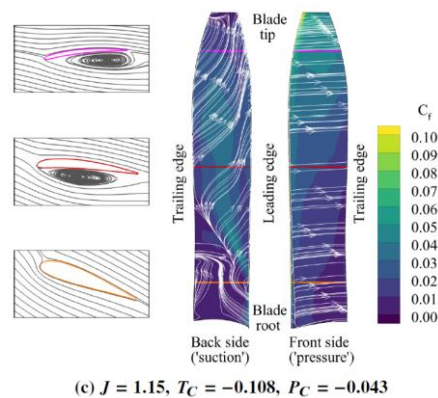 Blade
tip
C_f
Trailing edge
Leading edge
Trailing edge
0.10
0.09
0.08
0.07
0.06
0.05
0.04
0.03
0.02
0.01
0.00
Blade
root
Back side
('suction')
Front side
('pressure')
(c) J = 1.15, T_C = −0.108, P_C = −0.043